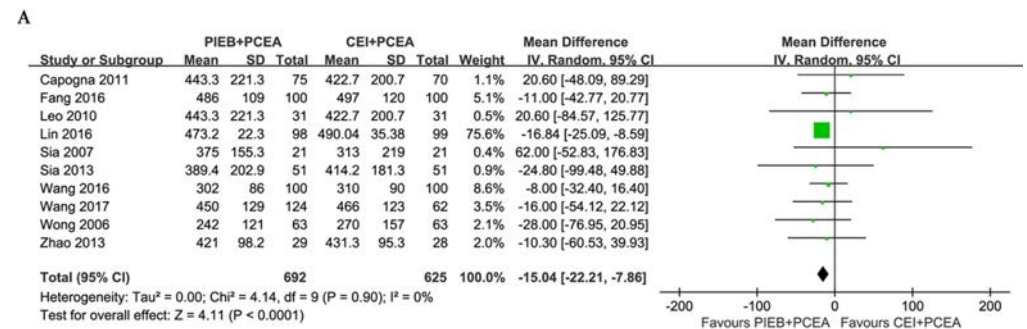 A
PIEB+PCEA CEI+PCEA Mean Difference Mean Difference
Study or Subgroup Mean SD Total Mean SD Total Weight IV. Random. 95% CI IV. Random. 95% CI
Capogna 2011 443.3 221.3 75 422.7 200.7 70 1.1% 20.60 [-48.09, 89.29]
Fang 2016 486 109 100 497 120 100 5.1% -11.00 [-42.77, 20.77]
Leo 2010 443.3 221.3 31 422.7 200.7 31 0.5% 20.60 [-84.57, 125.77]
Lin 2016 473.2 22.3 98 490.04 35.38 99 75.6% -16.84 [-25.09, -8.59]
Sia 2007 375 155.3 21 313 219 21 0.4% 62.00 [-52.83, 176.83]
Sia 2013 389.4 202.9 51 414.2 181.3 51 0.9% -24.80 [-99.48, 49.88]
Wang 2016 302 86 100 310 90 100 8.6% -8.00 [-32.40, 16.40]
Wang 2017 450 129 124 466 123 62 3.5% -16.00 [-54.12, 22.12]
Wong 2006 242 121 63 270 157 63 2.1% -28.00 [-76.95, 20.95]
Zhao 2013 421 98.2 29 431.3 95.3 28 2.0% -10.30 [-60.53, 39.93]
Total (95% CI) 692 625 100.0% -15.04 [-22.21, -7.86]
Heterogeneity: Tau² = 0.00; Chi² = 4.14, df = 9 (P = 0.90); I² = 0%
Test for overall effect: Z = 4.11 (P < 0.0001)
-200 -100 0 100 200
Favours PIEB+PCEA Favours CEI+PCEA